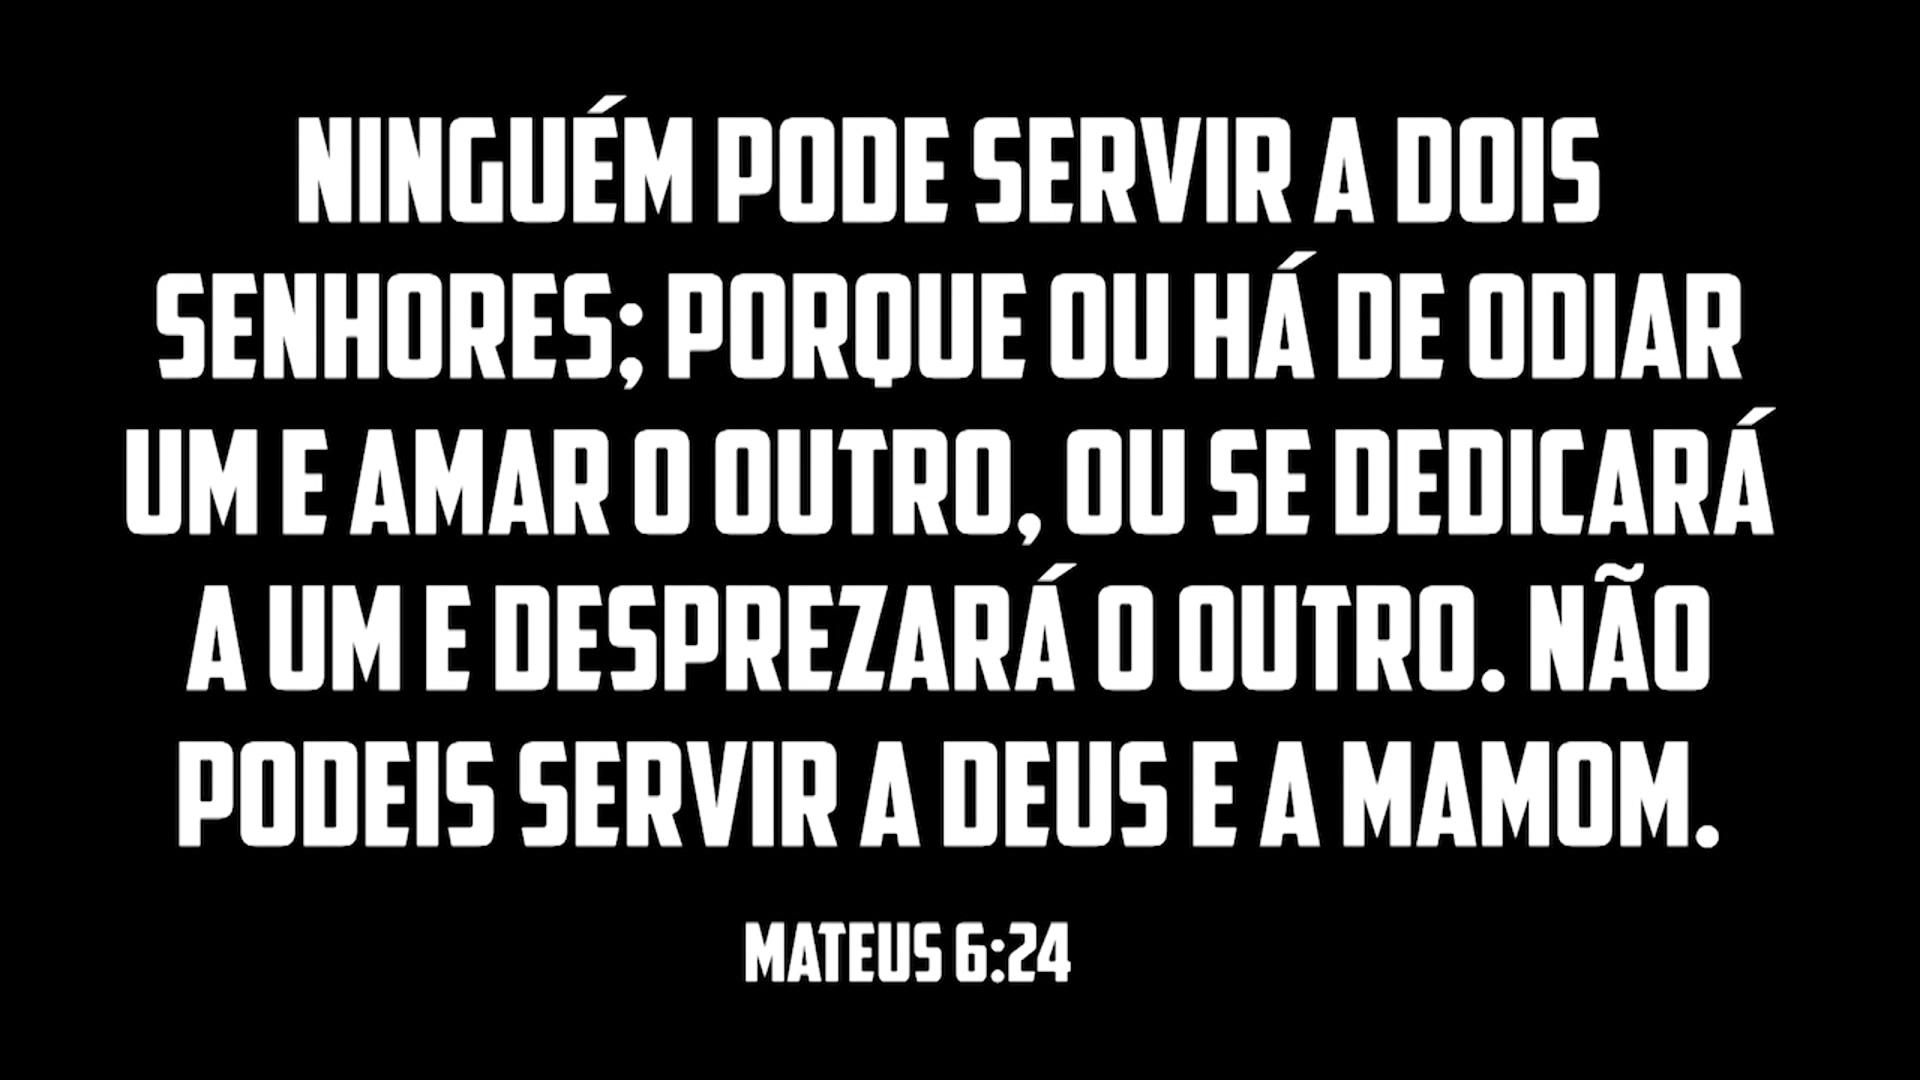 NINGUÉM PODE SERVIR A DOIS
SENHORES; PORQUE OU HÁ DE ODIAR
UM E AMAR O OUTRO, OU SE DEDICARÁ
A UM E DESPREZARÁ O OUTRO. NÃO
PODEIS SERVIR A DEUS E A MAMOM.
MATEUS 6:24